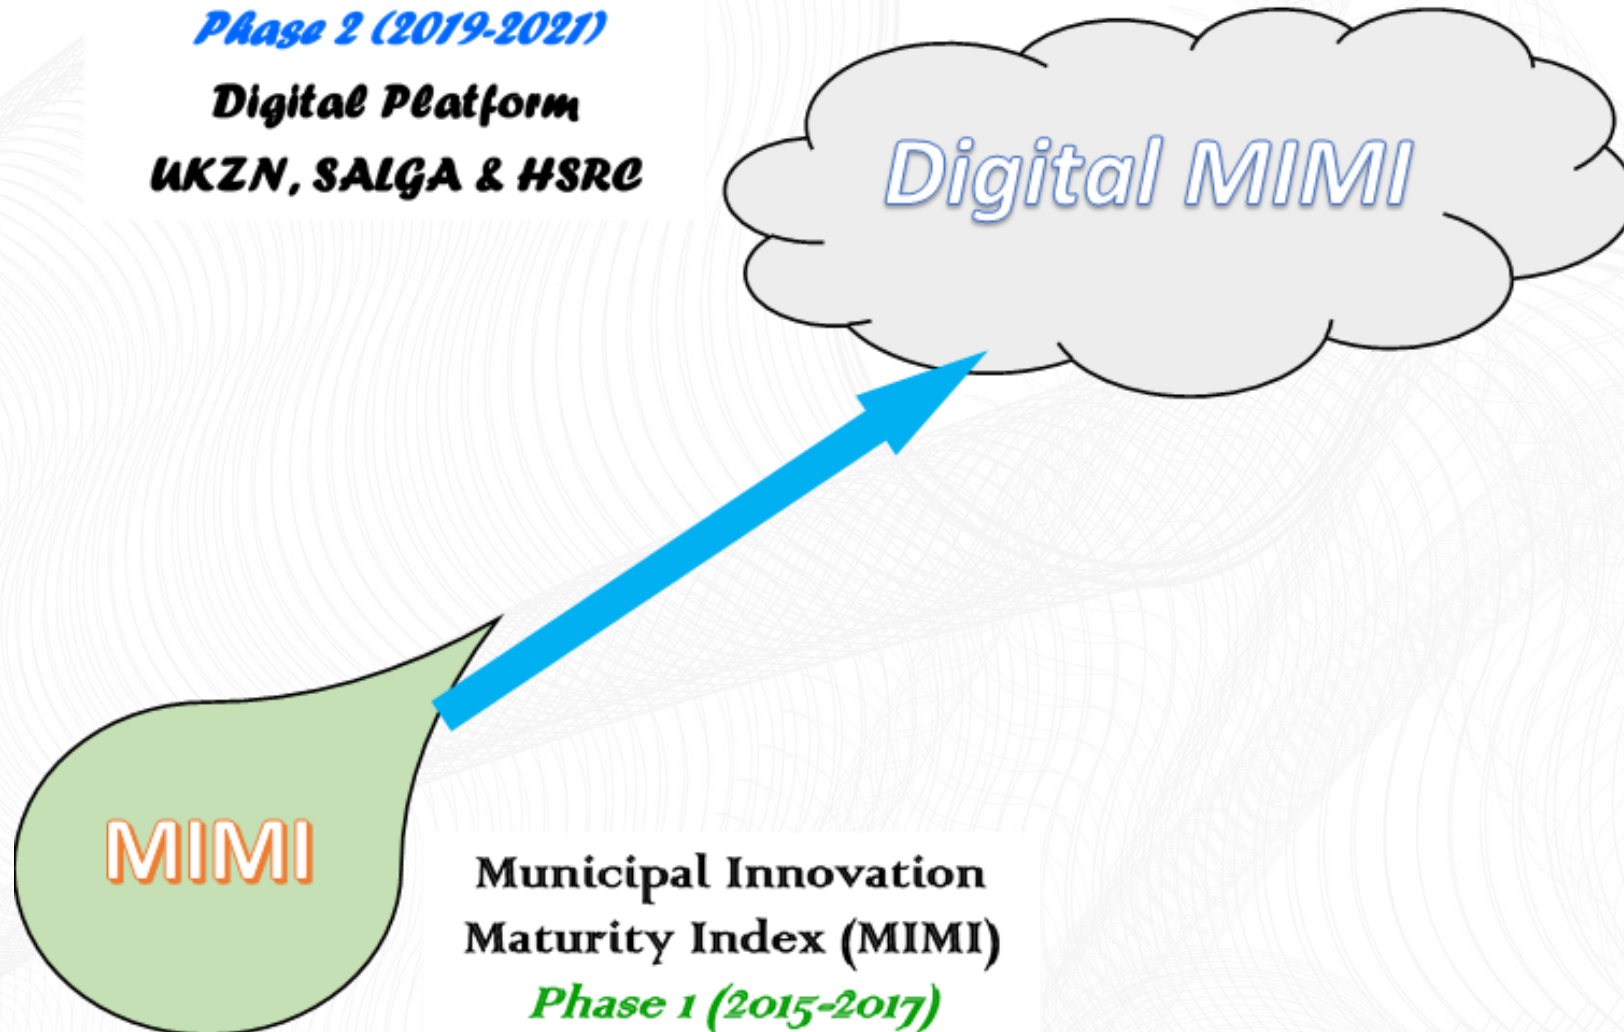 Phase 2 (2019-2021)
Digital Platform
UKZN, SALGA & HSRC
Digital MIMI
MIMI
Municipal Innovation
Maturity Index (MIMI)
Phase 1 (2015-2017)